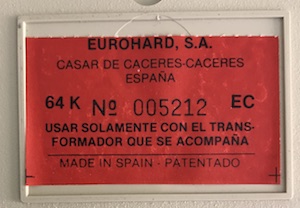 EUROHARD, S.A.
CASAR DE CACERES-CACERES
ESPAÑA
64 K Nº 005212 EC
USAR SOLAMENTE CON EL TRANS-
FORMADOR QUE SE ACOMPAÑA
MADE IN SPAIN - PATENTADO